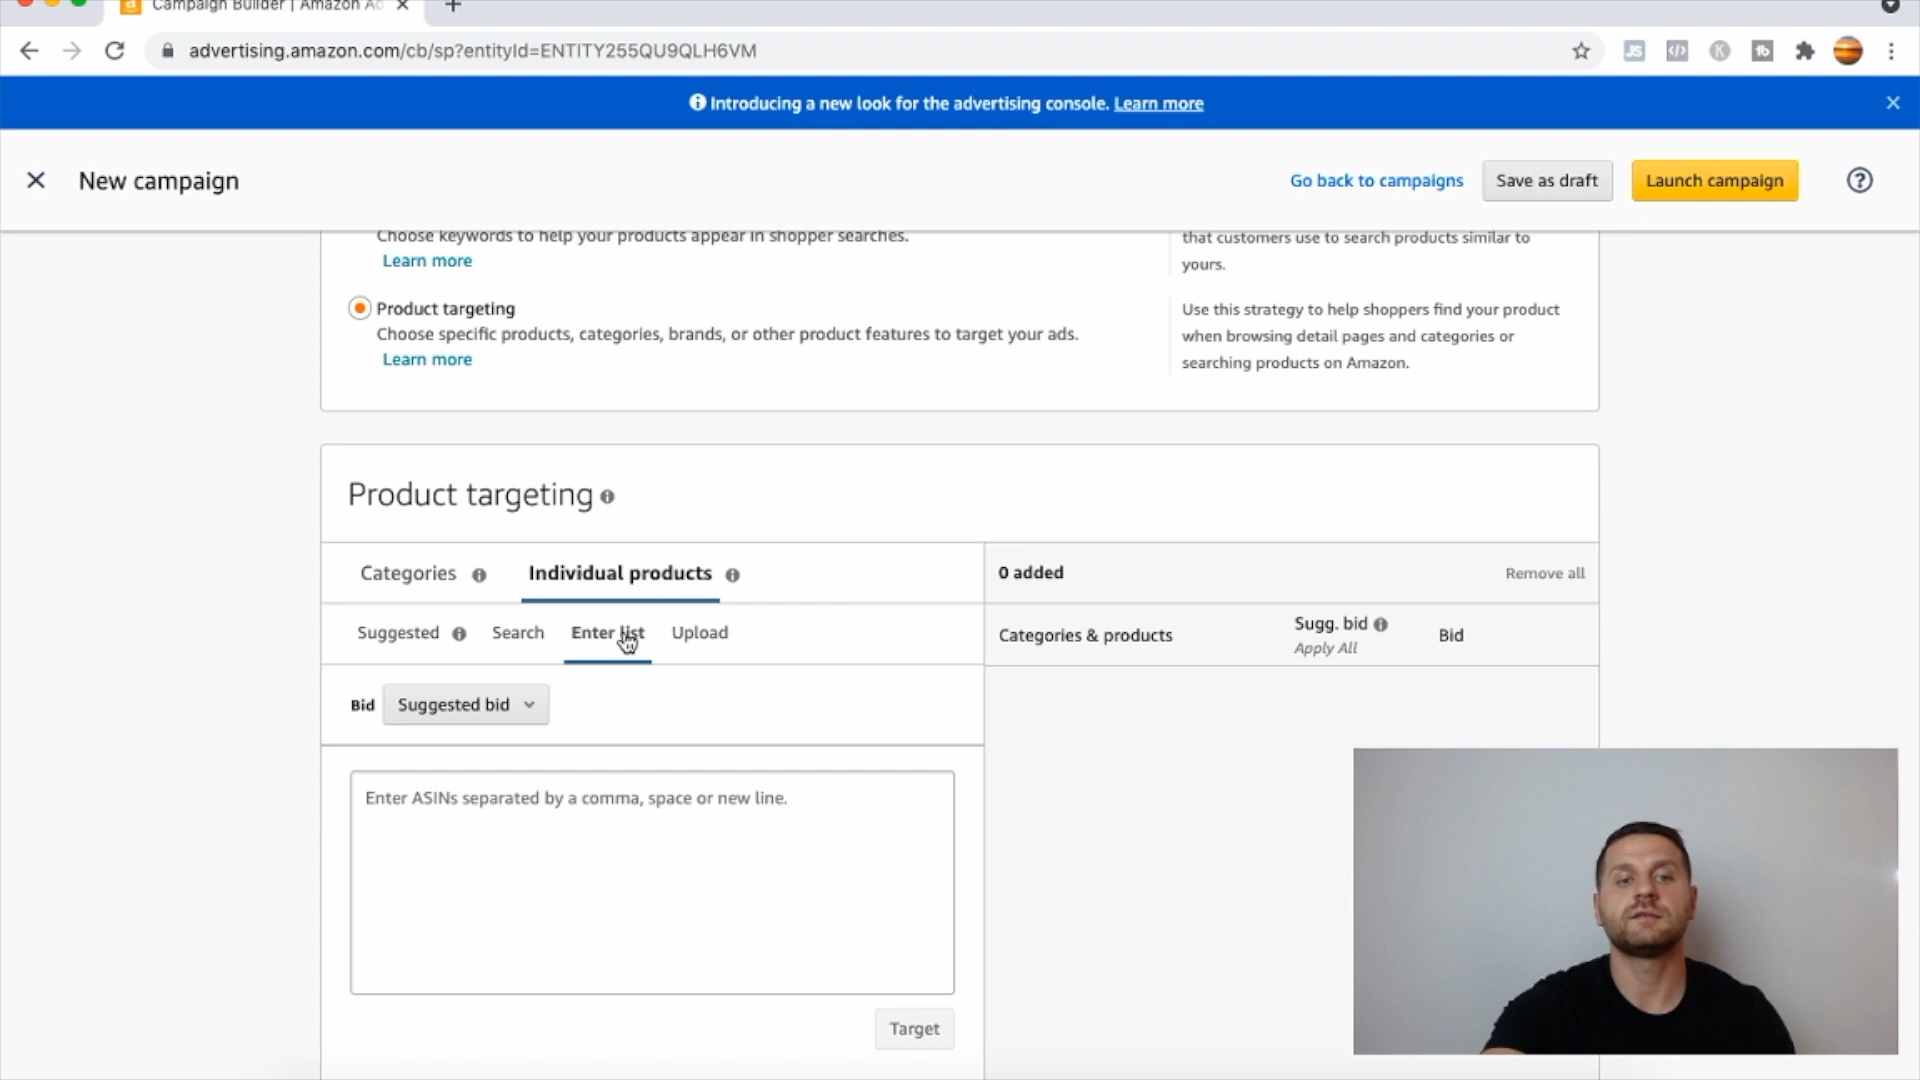 Campaign Builder | Amazon Ad
advertising.amazon.com/cb/sp?entityId=ENTITY255QU9QLH6VM
Introducing a new look for the advertising console. Learn more
New campaign
Go back to campaigns
Save as draft
Launch campaign
Choose keywords to help your products appear in shopper searches.
Learn more
that customers use to search products similar to
yours.
Product targeting
Choose specific products, categories, brands, or other product features to target your ads.
Learn more
Use this strategy to help shoppers find your product
when browsing detail pages and categories or
searching products on Amazon.
Product targeting
Categories
Individual products
0 added
Remove all
Suggested
Search
Enter list
Upload
Categories & products
Sugg. bid
Apply All
Bid
Bid
Suggested bid
Enter ASINs separated by a comma, space or new line.
Target